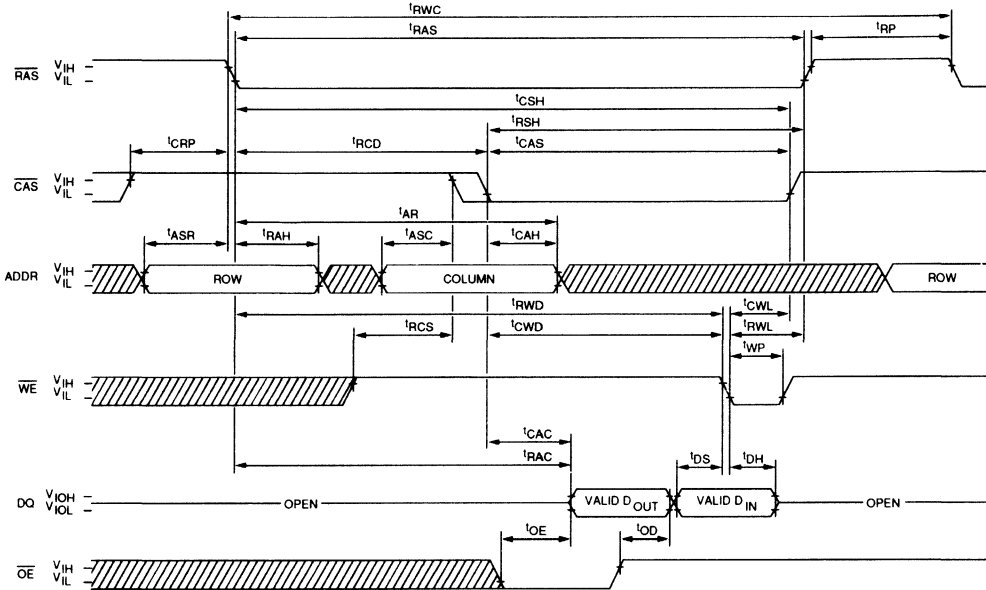 tRWC
tRAS
tRP
RAS VIH
VIL
tCSH
tRSH
tCRP
tRCD
tCAS
CAS VIH
VIL
tAR
tASR
tRAH
tASC
tCAH
ADDR VIH
VIL
ROW
COLUMN
ROW
tRWD
tCWL
tRCS
tCWD
tRWL
tWP
WE VIH
VIL
tCAC
tRAC
tDS
tDH
DQ VIOH
VIOL
OPEN
VALID DOUT
VALID DIN
OPEN
tOE
tOD
OE VIH
VIL